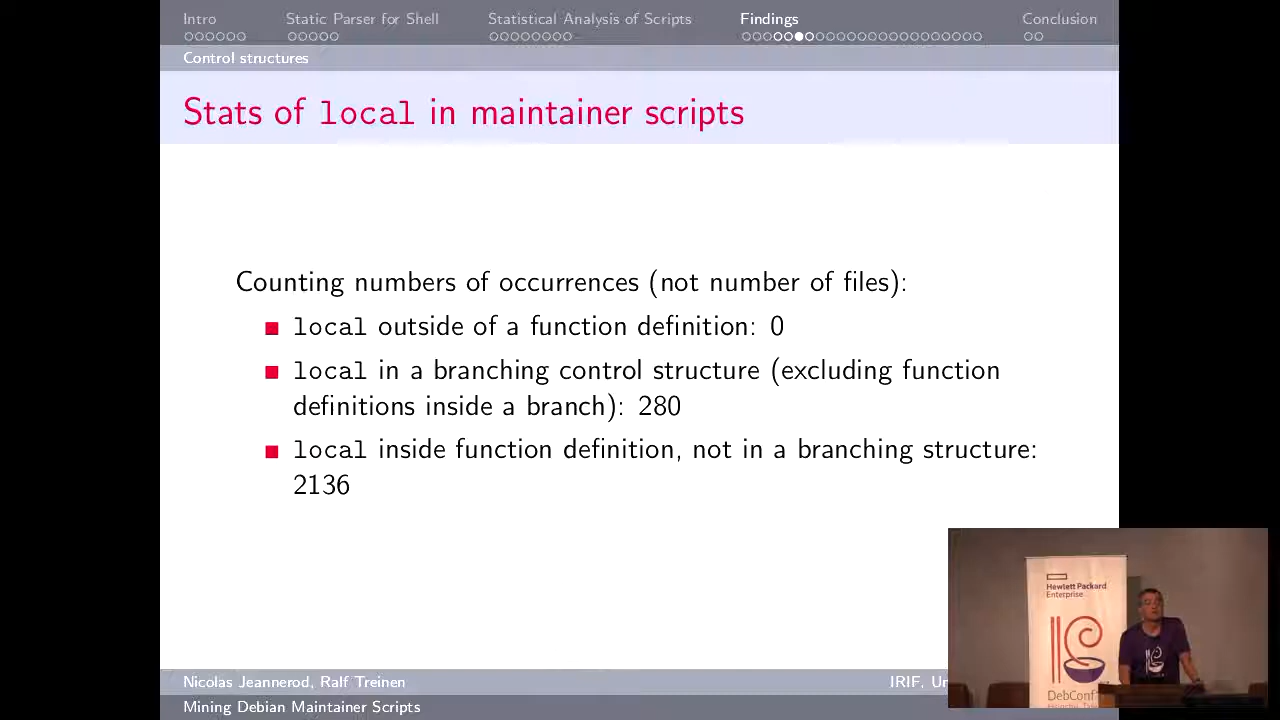 Intro Static Parser for Shell Statistical Analysis of Scripts Findings Conclusion
Control structures
Stats of local in maintainer scripts
Counting numbers of occurrences (not number of files):
local outside of a function definition: 0
local in a branching control structure (excluding function
definitions inside a branch): 280
local inside function definition, not in a branching structure:
2136
Hewlett Packard
Enterprise
DebConf
Nicolas Jeannerod, Ralf Treinen IRIF,
Mining Debian Maintainer Scripts